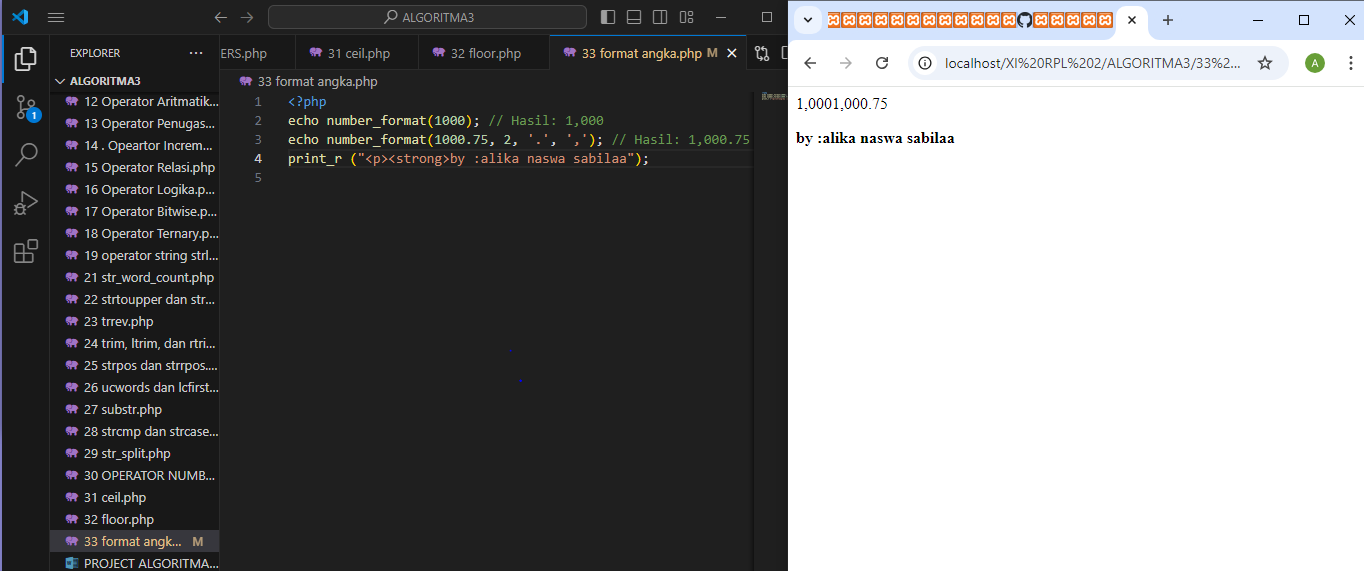 ALGORITMA3
EXPLORER
ALGORITMA3
12 Operator Aritmatik...
13 Operator Penugas...
14 . Opeartor Increm...
15 Operator Relasi.php
16 Operator Logika.p...
17 Operator Bitwise.p...
18 Operator Ternary.p...
19 operator string strl...
21 str_word_count.php
22 strtoupper dan str...
23 trrev.php
24 trim, ltrim, dan rtri...
25 strpos dan strrpos....
26 ucwords dan lcfirst...
27 substr.php
28 strcmp dan strcase...
29 str_split.php
30 OPERATOR NUMB...
31 ceil.php
32 floor.php
33 format angk... M
PROJECT ALGORITMA...
1
ERS.php 31 ceil.php 32 floor.php 33 format angka.php M
33 format angka.php
1 <?php
2 echo number_format(1000); // Hasil: 1,000
3 echo number_format(1000.75, 2, '.', ','); // Hasil: 1,000.75
4 print_r ("<p><strong>by :alika naswa sabilaa");
5
localhost/XI%20RPL%202/ALGORITMA3/33%2...
A
1,0001,000.75
by :alika naswa sabilaa